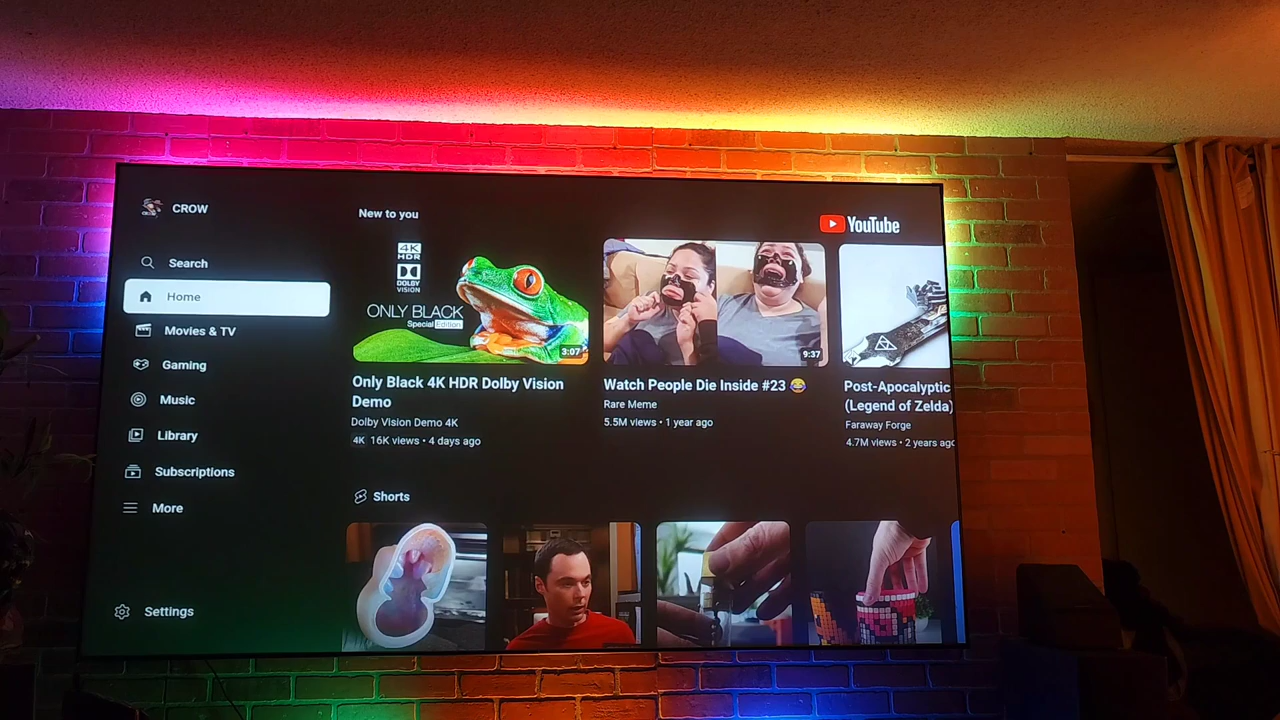 CROW
Search
Home
Movies & TV
Gaming
Music
Library
Subscriptions
More
Settings
New to you
YouTube
4K
HDR
DOLBY
VISION
ONLY BLACK
Special Edition
3:07
Only Black 4K HDR Dolby Vision
Demo
Dolby Vision Demo 4K
4K 16K views • 4 days ago
9:37
Watch People Die Inside #23 😂
Rare Meme
5.5M views • 1 year ago
Post-Apocalyptic
(Legend of Zelda)
Faraway Forge
4.7M views • 2 years ago
Shorts